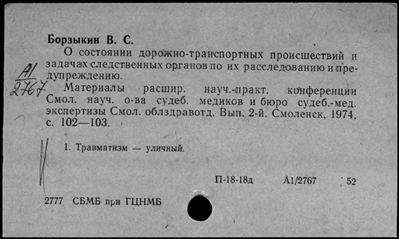 Борзыкин В. С.
О состоянии дорожно-транспортных происшествий и
задачах следственных органов по их расследованию и пре-
дупреждению.
А1/2767
Материалы расшир. науч.-практ. конференции
Смол. науч. о-ва судеб. медиков и бюро судеб.-мед.
экспертизы Смол. облздравотд. Вып. 2-й. Смоленск, 1974,
с. 102—103.
1. Травматизм — уличный.
П-18-18д А1/2767 52
2777 СБМБ при ГЦНМБ